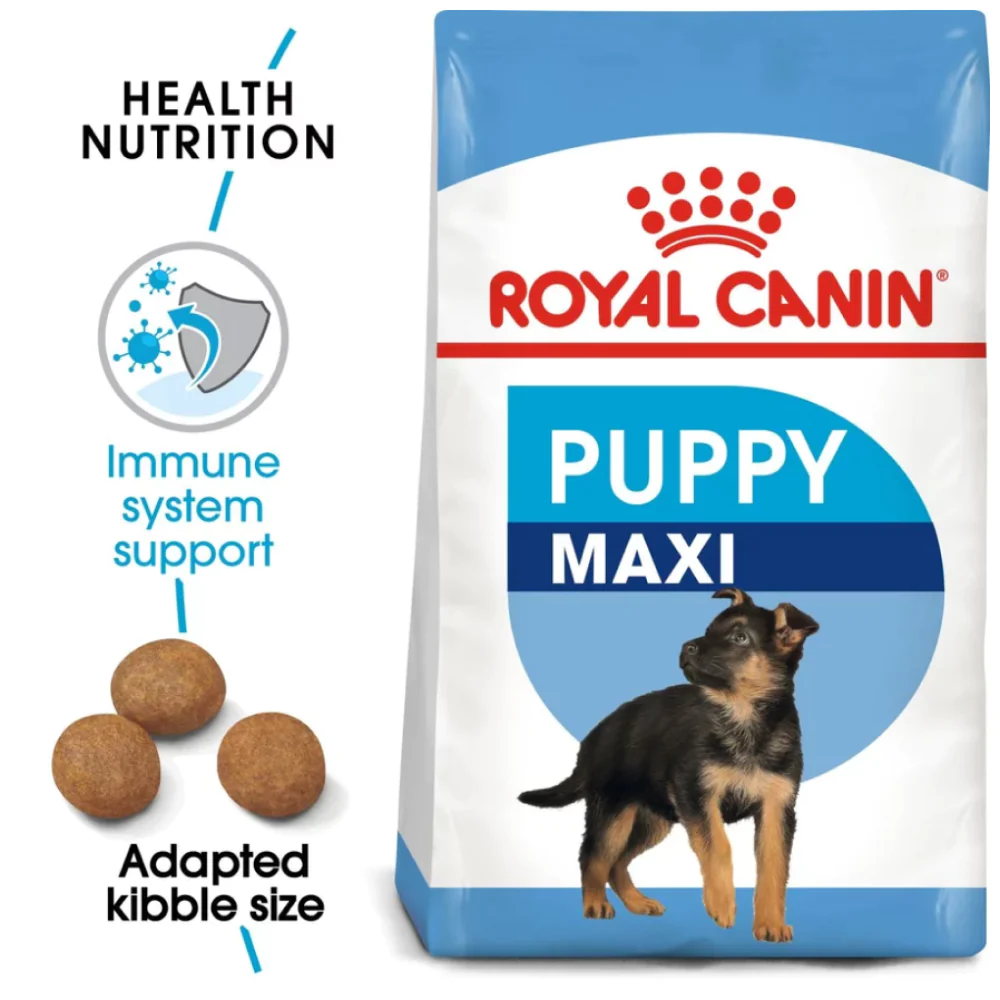 HEALTH
NUTRITION
Immune
system
support
Adapted
kibble size
ROYAL CANIN®
PUPPY
MAXI